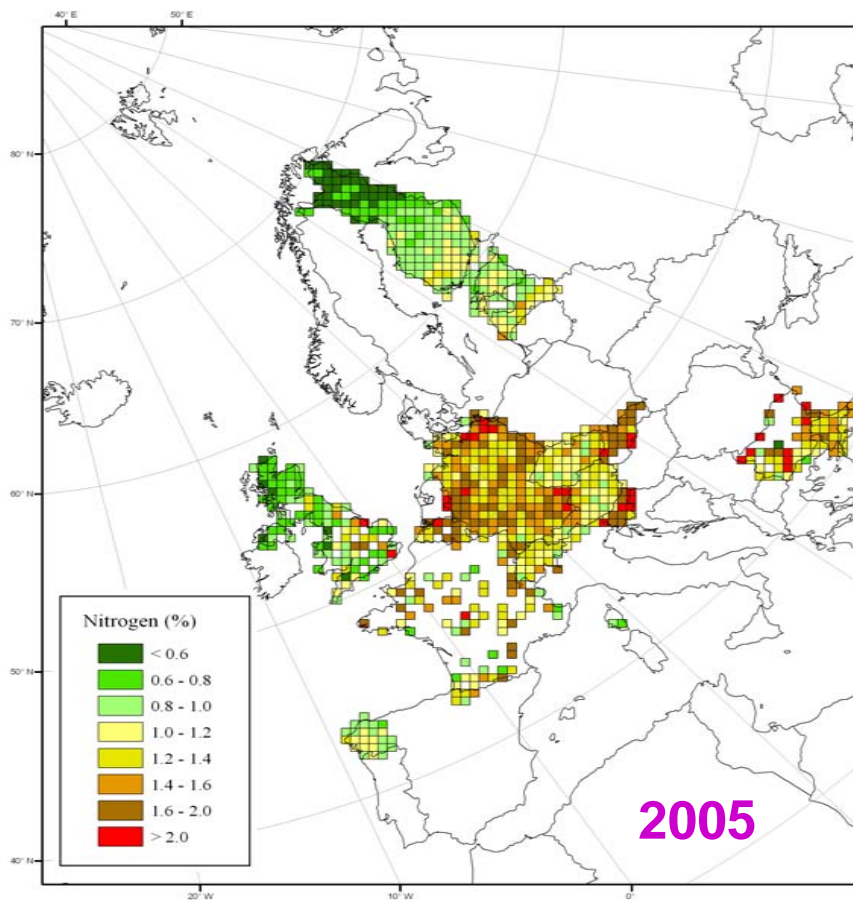 40° E
50° E
80° N
70° N
60° N
50° N
40° N
Nitrogen (%)
< 0.6
0.6 - 0.8
0.8 - 1.0
1.0 - 1.2
1.2 - 1.4
1.4 - 1.6
1.6 - 2.0
> 2.0
2005
20° W
10° W
0°